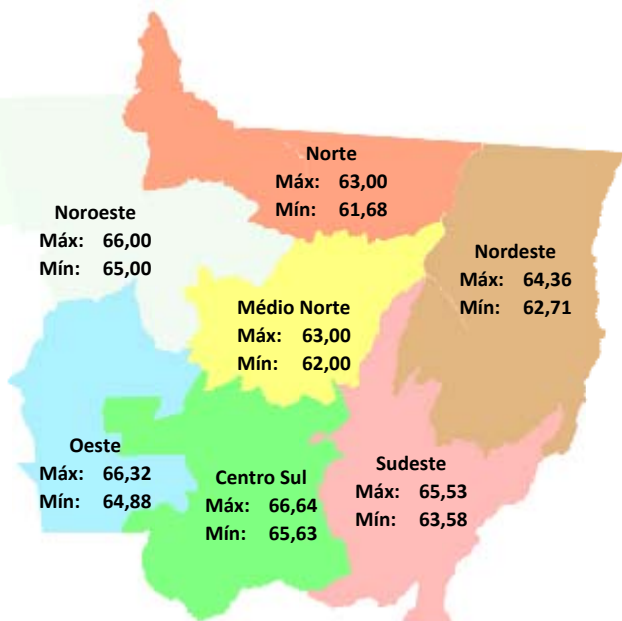 Norte
Máx: 63,00
Mín: 61,68
Noroeste
Máx: 66,00
Mín: 65,00
Nordeste
Máx: 64,36
Mín: 62,71
Médio Norte
Máx: 63,00
Mín: 62,00
Oeste
Máx: 66,32
Mín: 64,88
Centro Sul
Máx: 66,64
Mín: 65,63
Sudeste
Máx: 65,53
Mín: 63,58